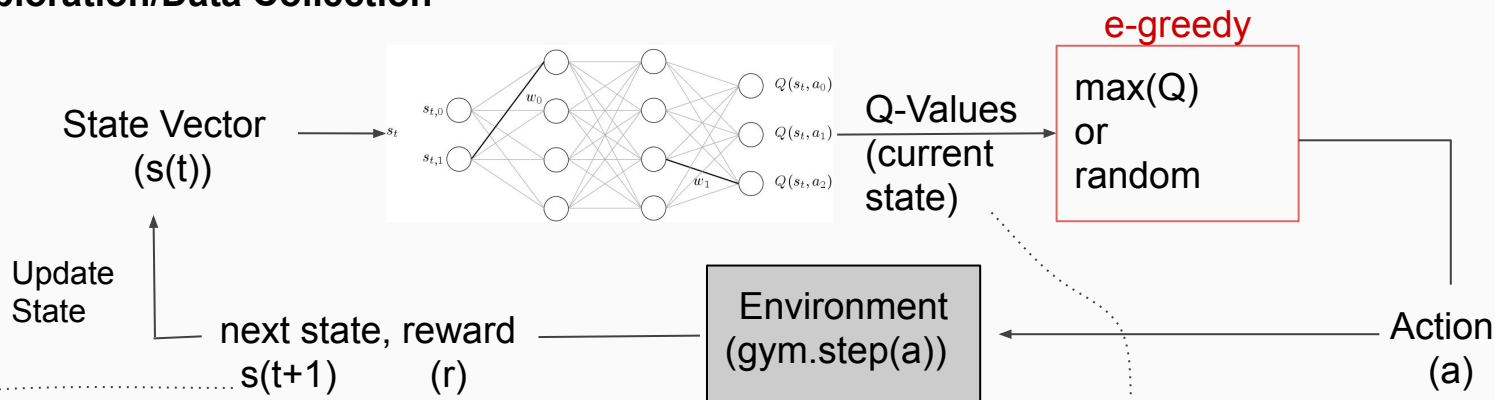 ploration/Data Collection
e-greedy
State Vector
(s(t))
s_t
s_{t,0}
s_{t,1}
w_0
w_1
Q(s_t, a_0)
Q(s_t, a_1)
Q(s_t, a_2)
Q-Values
(current
state)
max(Q)
or
random
Update
State
next state, reward
s(t+1) (r)
Environment
(gym.step(a))
Action
(a)